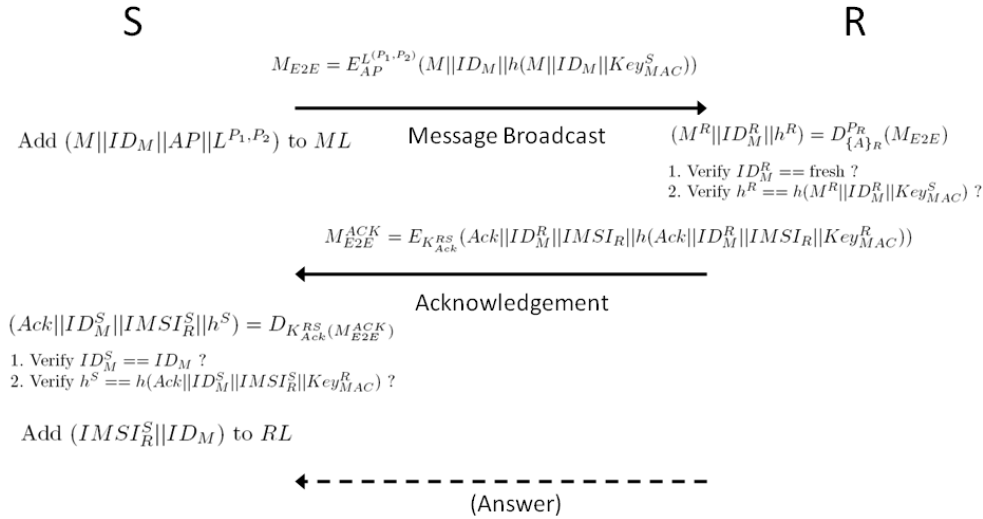 S R
M_{E2E} = E_{AP}^{L^{(P_1,P_2)}}(M||ID_M||h(M||ID_M||Key_{MAC}^S))
Message Broadcast
Add (M||ID_M||AP||L^{P_1,P_2}) to ML
(M^R||ID_M^R||h^R) = D_{\{A\}_R}^{P_R}(M_{E2E})
1. Verify ID_M^R == fresh ?
2. Verify h^R == h(M^R||ID_M^R||Key_{MAC}^S) ?
M_{E2E}^{ACK} = E_{K_{Ack}^{RS}}(Ack||ID_M^R||IMSI_R||h(Ack||ID_M^R||IMSI_R||Key_{MAC}^R))
Acknowledgement
(Ack||ID_M^S||IMSI_R^S||h^S) = D_{K_{Ack}^{RS}(M_{E2E}^{ACK})}
1. Verify ID_M^S == ID_M ?
2. Verify h^S == h(Ack||ID_M^S||IMSI_R^S||Key_{MAC}^R) ?
Add (IMSI_R^S||ID_M) to RL
(Answer)